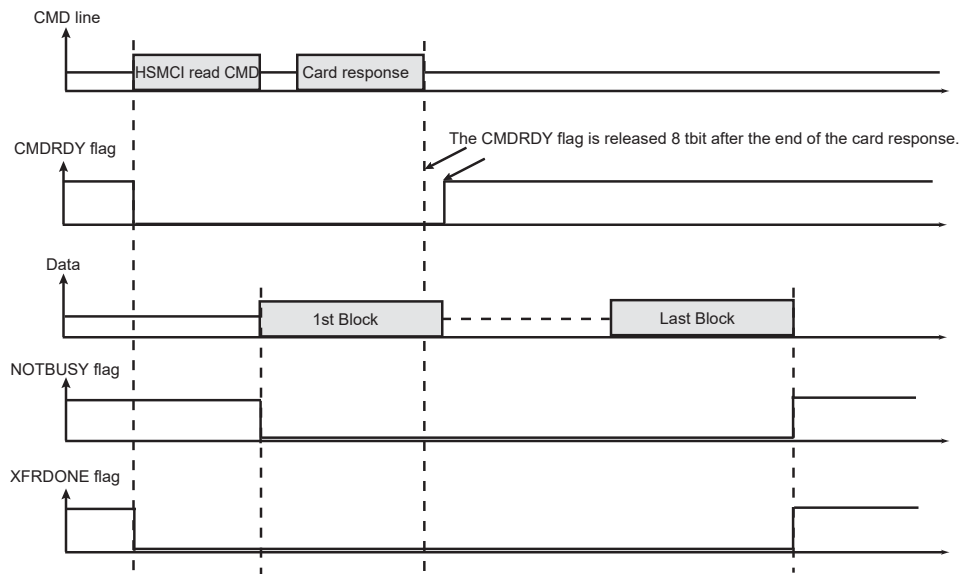 CMD line
HSMCI read CMD
Card response
The CMDRDY flag is released 8 tbit after the end of the card response.
CMDRDY flag
Data
1st Block
Last Block
NOTBUSY flag
XFRDONE flag